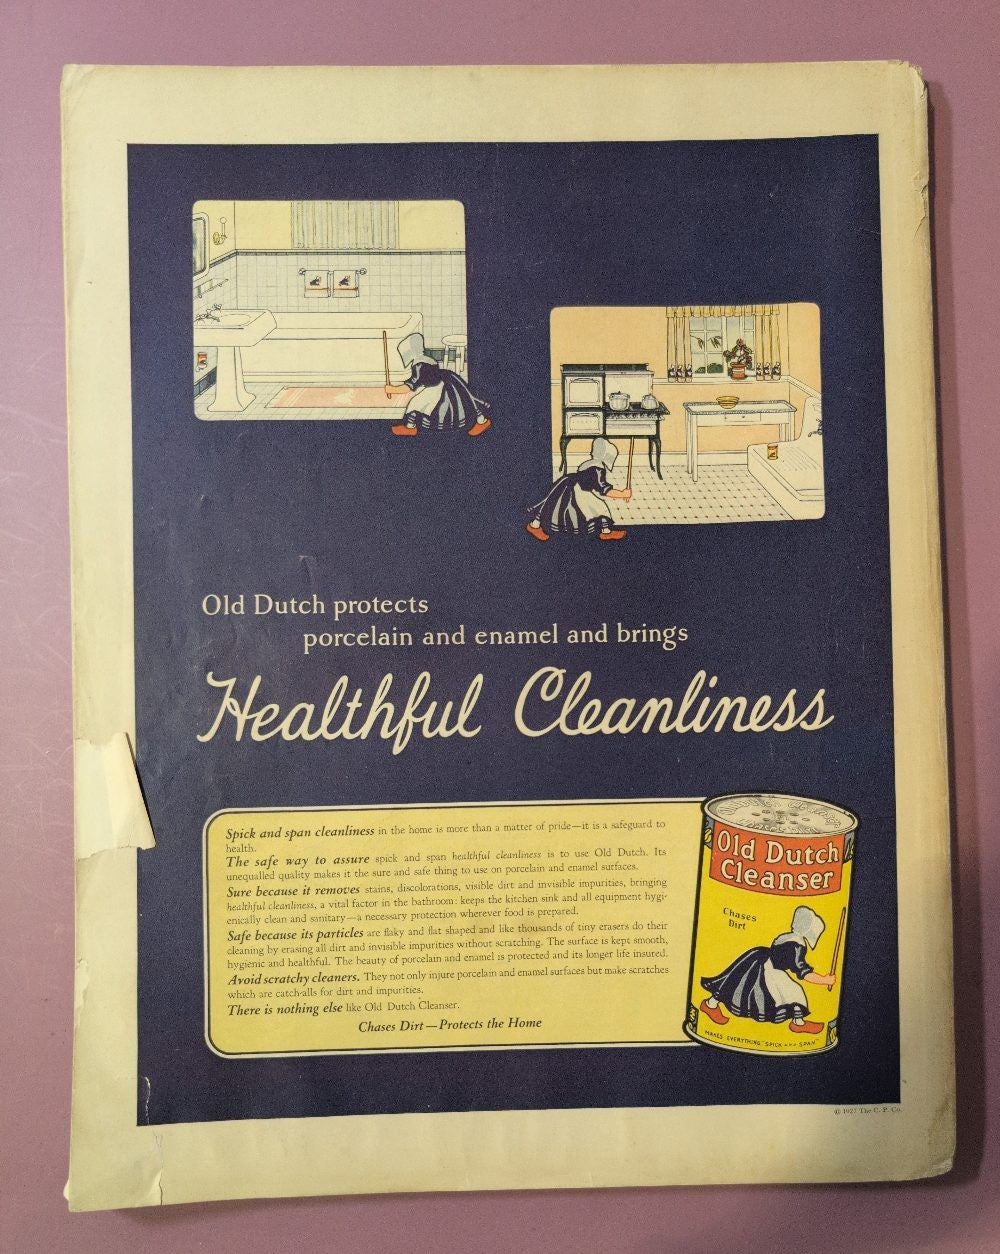 Old Dutch protects
porcelain and enamel and brings
Healthful Cleanliness
Spick and span cleanliness in the home is more than a matter of pride—it is a safeguard to
health.
The safe way to assure spick and span healthful cleanliness is to use Old Dutch. Its
unequalled quality makes it the sure and safe thing to use on porcelain and enamel surfaces.
Sure because it removes stains, discolorations, visible dirt and invisible impurities, bringing
healthful cleanliness, a vital factor in the bathroom: keeps the kitchen sink and all equipment hygi-
enically clean and sanitary—a necessary protection wherever food is prepared.
Safe because its particles are flaky and flat shaped and like thousands of tiny erasers do their
cleaning by erasing all dirt and invisible impurities without scratching. The surface is kept smooth,
hygienic and healthful. The beauty of porcelain and enamel is protected and its longer life insured.
Avoid scratchy cleaners. They not only injure porcelain and enamel surfaces but make scratches
which are catch-alls for dirt and impurities.
There is nothing else like Old Dutch Cleanser.
Chases Dirt—Protects the Home
Old Dutch
Cleanser
Chases
Dirt
MAKES EVERYTHING "SPICK AND SPAN"
© 1927 The C. P. Co.